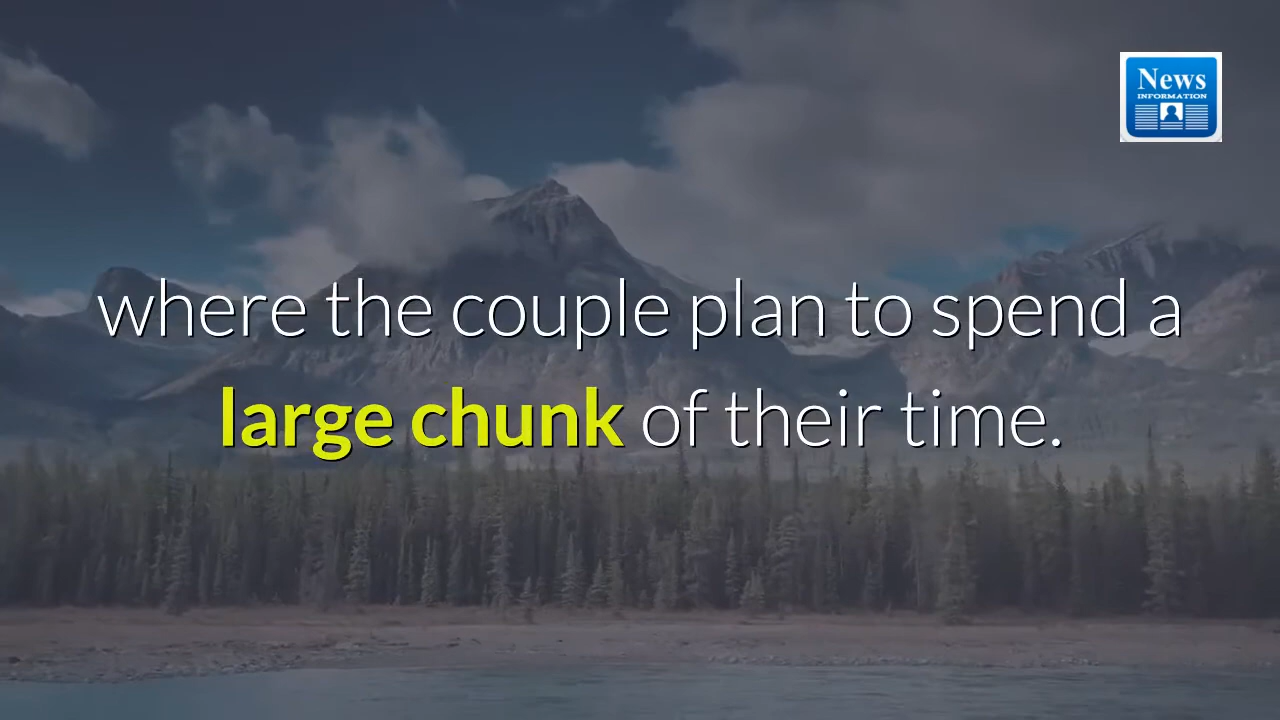 News
INFORMATION
where the couple plan to spend a
large chunk of their time.